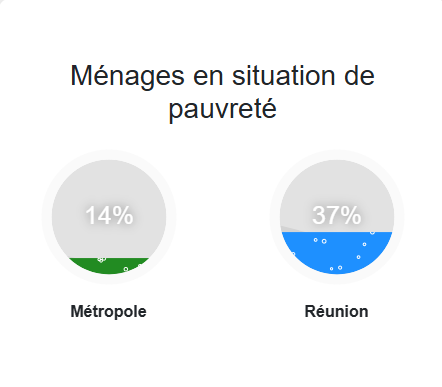 Ménages en situation de
pauvreté
14%
37%
Métropole
Réunion